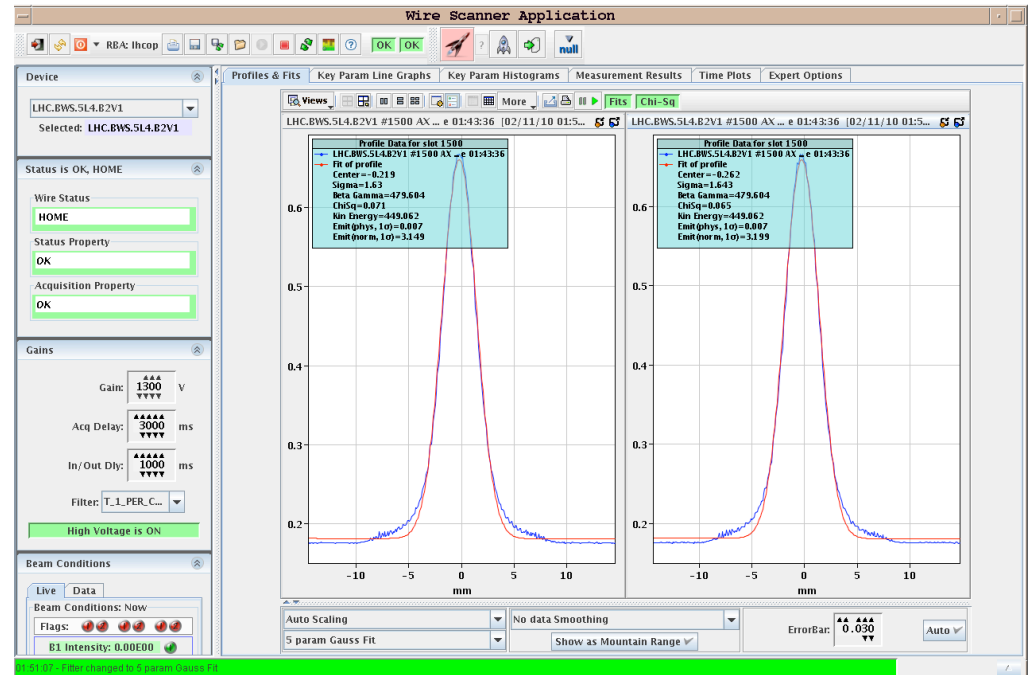 Wire Scanner Application
RBA: lhcop
OK OK
?
null
Device
LHC.BWS.5L4.B2V1
Selected: LHC.BWS.5L4.B2V1
Status is OK, HOME
Wire Status
HOME
Status Property
OK
Acquisition Property
OK
Gains
Gain: 1300 V
Acq Delay: 3000 ms
In/Out Dly: 1000 ms
Filter: T_1_PER_C...
High Voltage is ON
Beam Conditions
Live Data
Beam Conditions: Now
Flags:
B1 Intensity: 0.00E00
Profiles & Fits Key Param Line Graphs Key Param Histograms Measurement Results Time Plots Expert Options
Views More Fits Chi-Sq
LHC.BWS.5L4.B2V1 #1500 AX ... e 01:43:36 [02/11/10 01:5...
Profile Data for slot 1500
LHC.BWS.5L4.B2V1 #1500 AX ... e 01:43:36
Fit of profile
Center=-0.219
Sigma=1.63
Beta Gamma=479.604
ChiSq=0.071
Kin Energy=449.062
Emit(phys, 1σ)=0.007
Emit(norm, 1σ)=3.149
0.6
0.5
0.4
0.3
0.2
-10 -5 0 5 10
mm
LHC.BWS.5L4.B2V1 #1500 AX ... e 01:43:36 [02/11/10 01:5...
Profile Data for slot 1500
LHC.BWS.5L4.B2V1 #1500 AX ... e 01:43:36
Fit of profile
Center=-0.262
Sigma=1.643
Beta Gamma=479.604
ChiSq=0.065
Kin Energy=449.062
Emit(phys, 1σ)=0.007
Emit(norm, 1σ)=3.199
0.6
0.5
0.4
0.3
0.2
-10 -5 0 5 10
mm
Auto Scaling
5 param Gauss Fit
No data Smoothing
Show as Mountain Range
ErrorBar: 0.030
Auto
01:51:07 - Filter changed to 5 param Gauss Fit